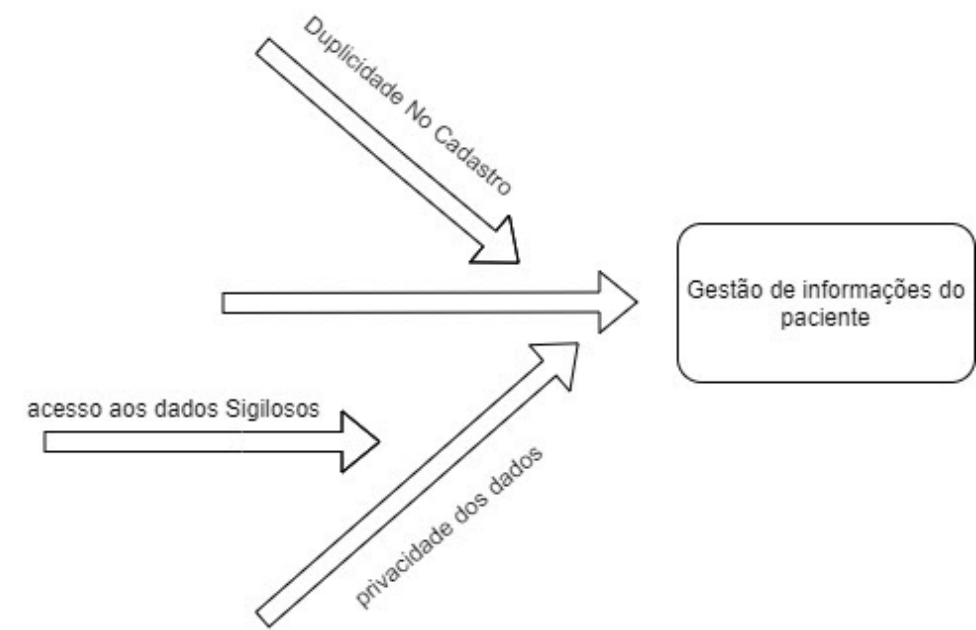 Duplicidade No Cadastro
Gestão de informações do
paciente
acesso aos dados Sigilosos
privacidade dos dados